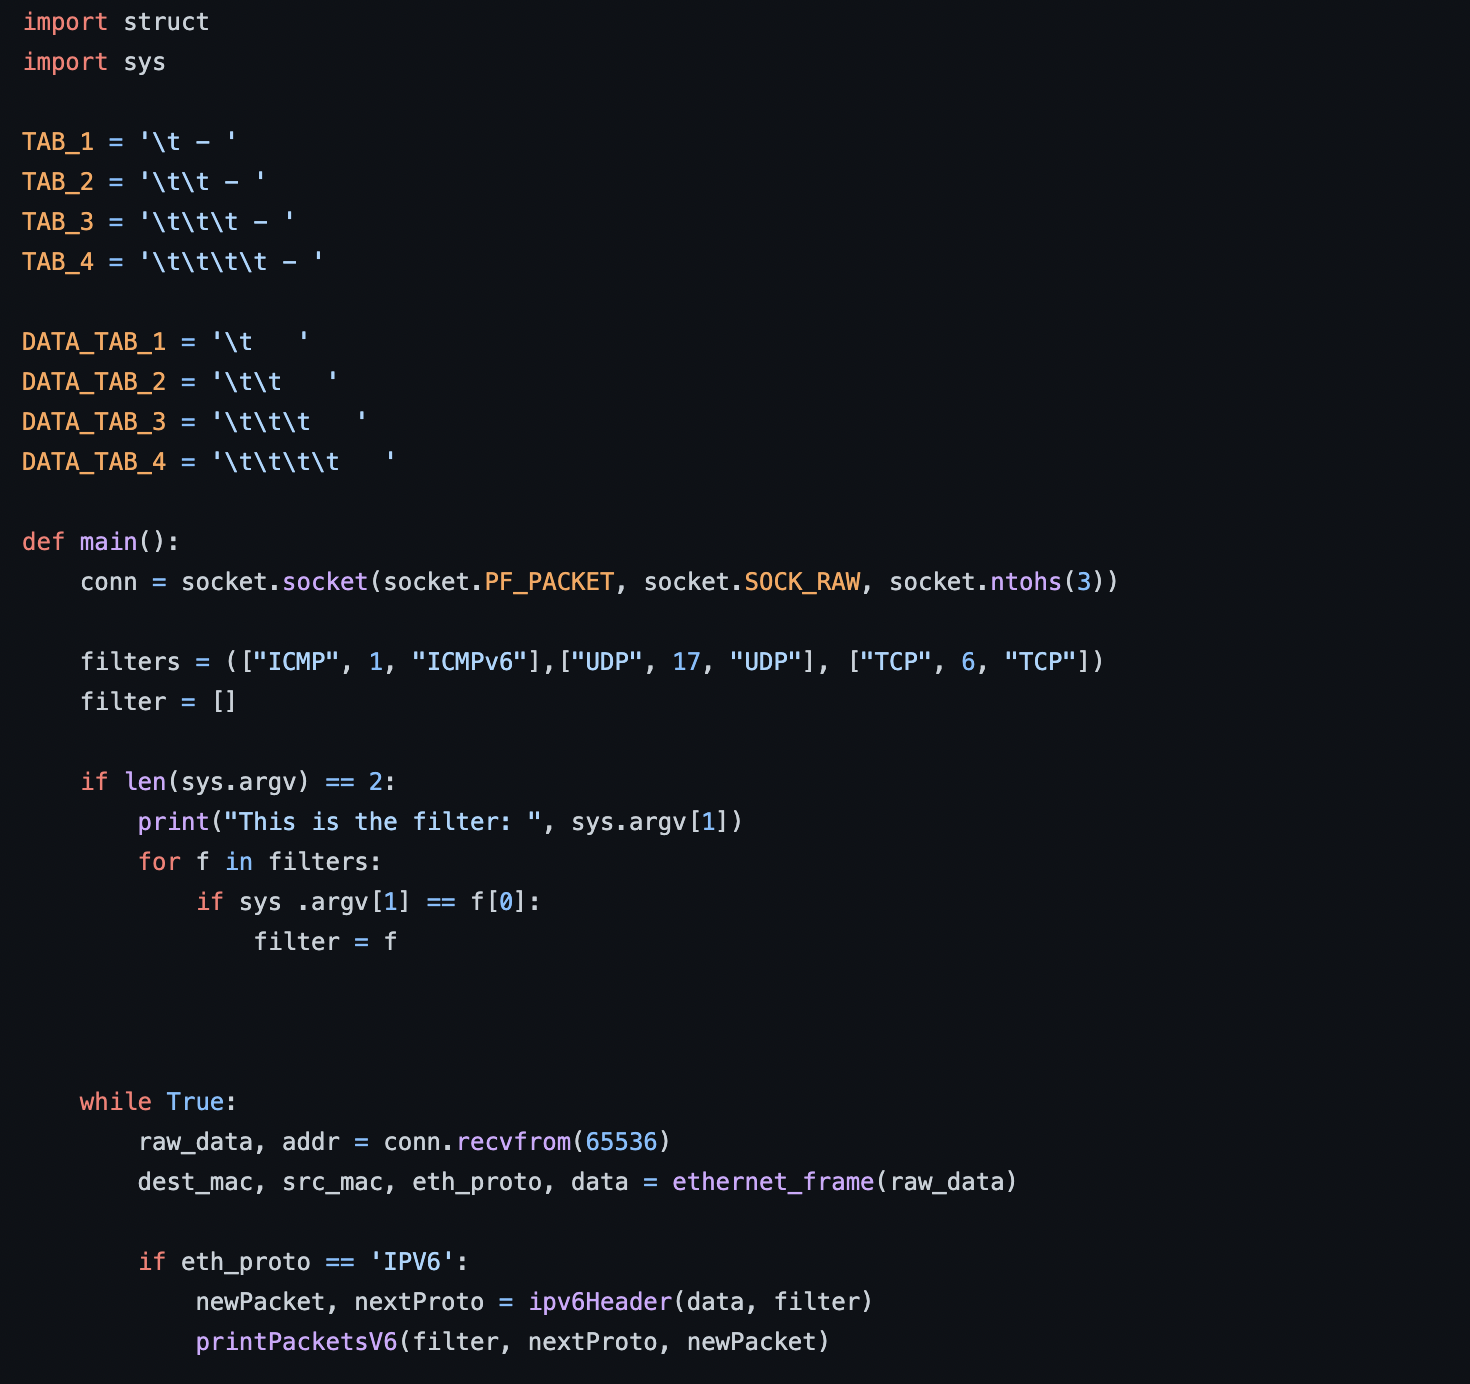 import struct
import sys

TAB_1 = '\t - '
TAB_2 = '\t\t - '
TAB_3 = '\t\t\t - '
TAB_4 = '\t\t\t\t - '

DATA_TAB_1 = '\t   '
DATA_TAB_2 = '\t\t   '
DATA_TAB_3 = '\t\t\t   '
DATA_TAB_4 = '\t\t\t\t   '

def main():
    conn = socket.socket(socket.PF_PACKET, socket.SOCK_RAW, socket.ntohs(3))

    filters = (["ICMP", 1, "ICMPv6"],["UDP", 17, "UDP"], ["TCP", 6, "TCP"])
    filter = []

    if len(sys.argv) == 2:
        print("This is the filter: ", sys.argv[1])
        for f in filters:
            if sys .argv[1] == f[0]:
                filter = f



    while True:
        raw_data, addr = conn.recvfrom(65536)
        dest_mac, src_mac, eth_proto, data = ethernet_frame(raw_data)

        if eth_proto == 'IPV6':
            newPacket, nextProto = ipv6Header(data, filter)
            printPacketsV6(filter, nextProto, newPacket)